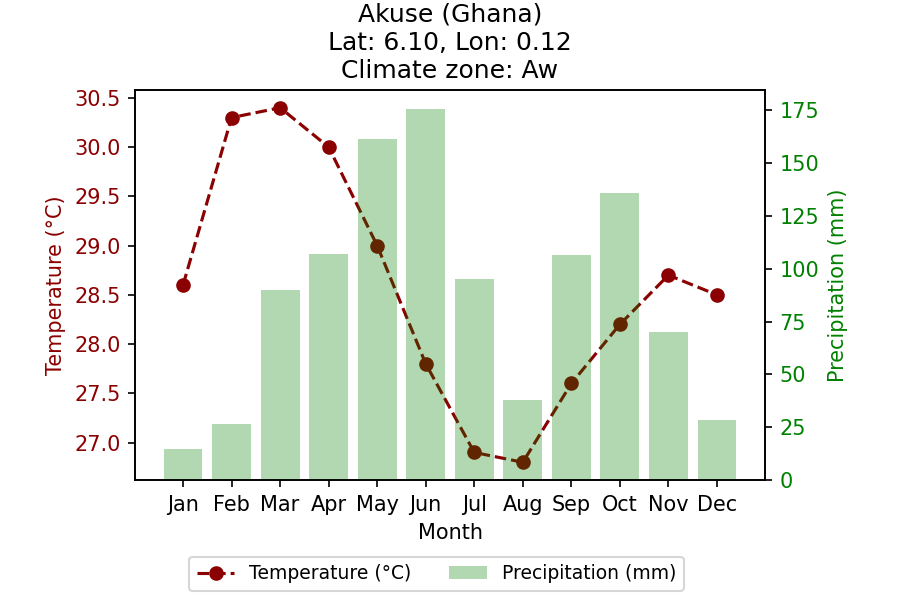 Akuse (Ghana)
Lat: 6.10, Lon: 0.12
Climate zone: Aw
30.5
30.0
29.5
29.0
28.5
28.0
27.5
27.0
Temperature (°C)
175
150
125
100
75
50
25
0
Precipitation (mm)
Jan Feb Mar Apr May Jun Jul Aug Sep Oct Nov Dec
Month
Temperature (°C) Precipitation (mm)